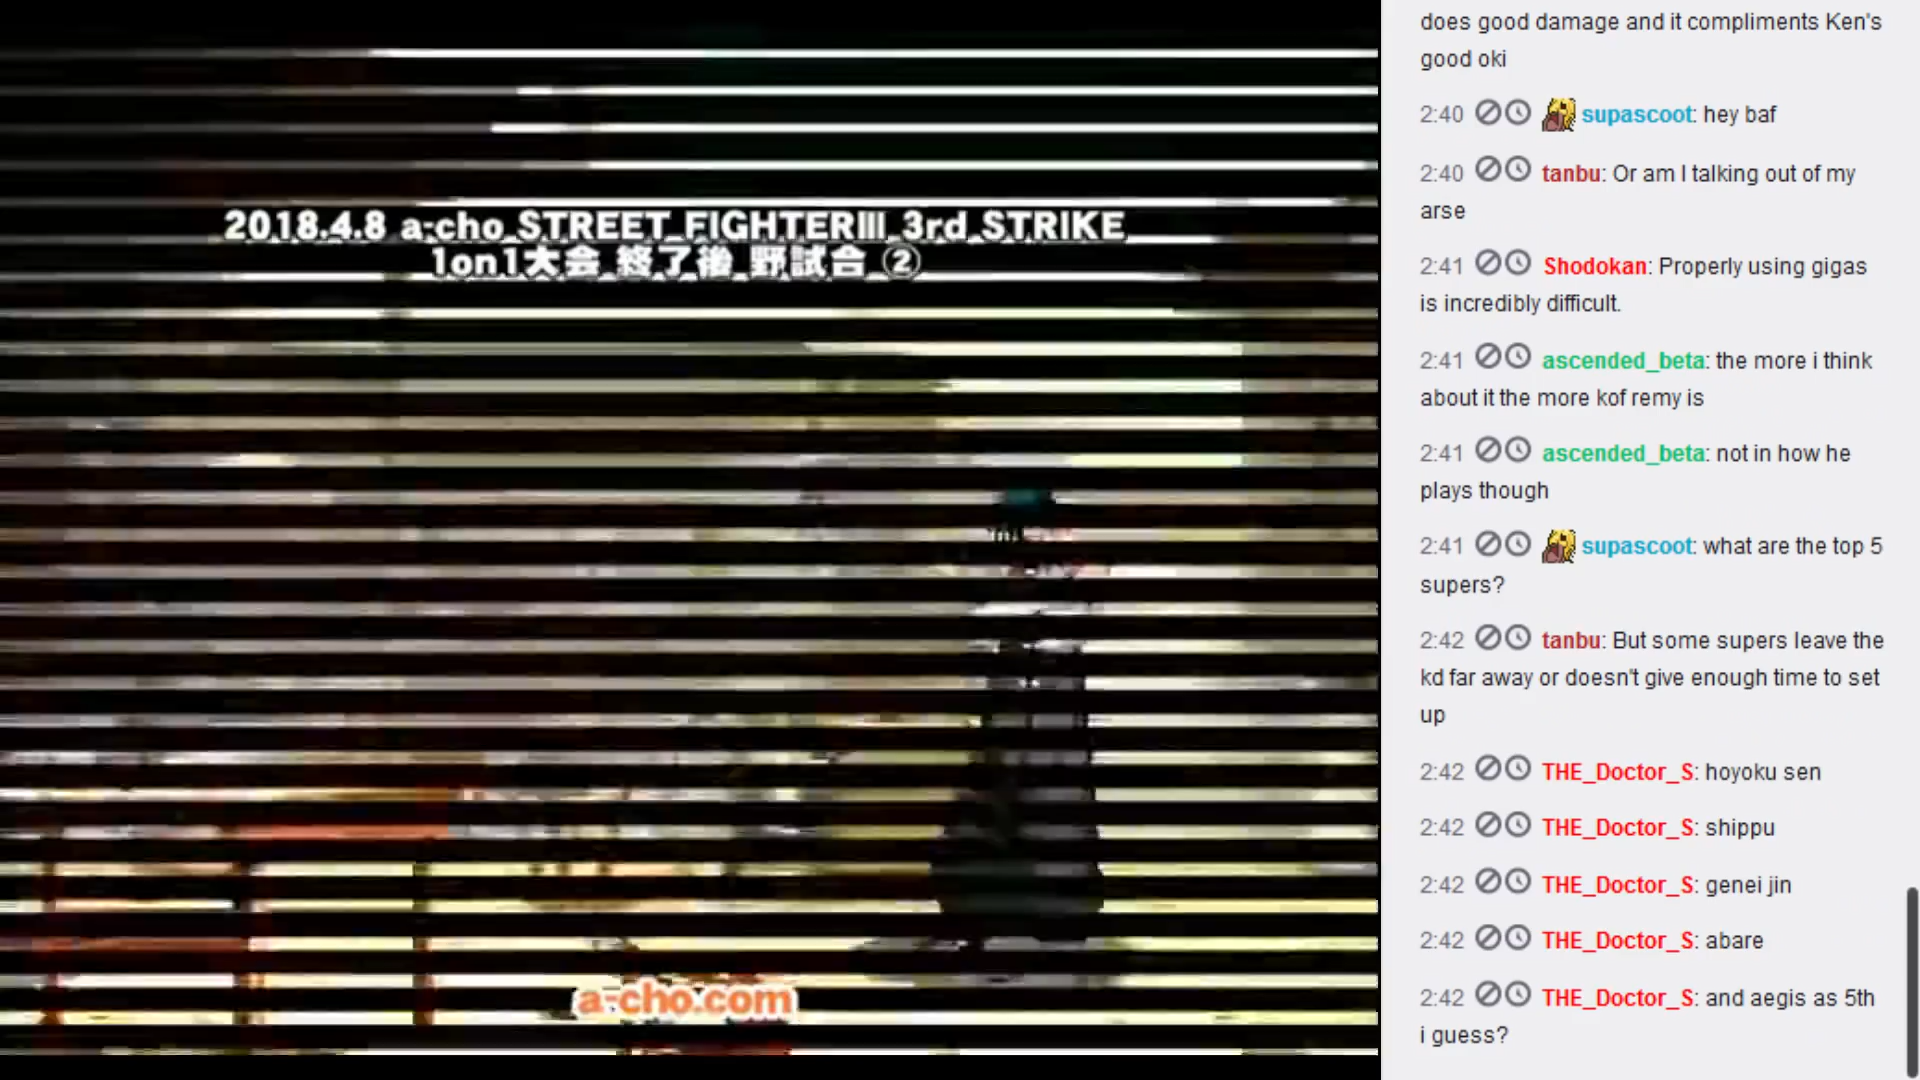 2018.4.8 a-cho STREET FIGHTERIII 3rd STRIKE
1on1大会 終了後 野試合 ②
a-cho.com
does good damage and it compliments Ken's
good oki
2:40 supascoot: hey baf
2:40 tanbu: Or am I talking out of my
arse
2:41 Shodokan: Properly using gigas
is incredibly difficult.
2:41 ascended_beta: the more i think
about it the more kof remy is
2:41 ascended_beta: not in how he
plays though
2:41 supascoot: what are the top 5
supers?
2:42 tanbu: But some supers leave the
kd far away or doesn't give enough time to set
up
2:42 THE_Doctor_S: hoyoku sen
2:42 THE_Doctor_S: shippu
2:42 THE_Doctor_S: genei jin
2:42 THE_Doctor_S: abare
2:42 THE_Doctor_S: and aegis as 5th
i guess?